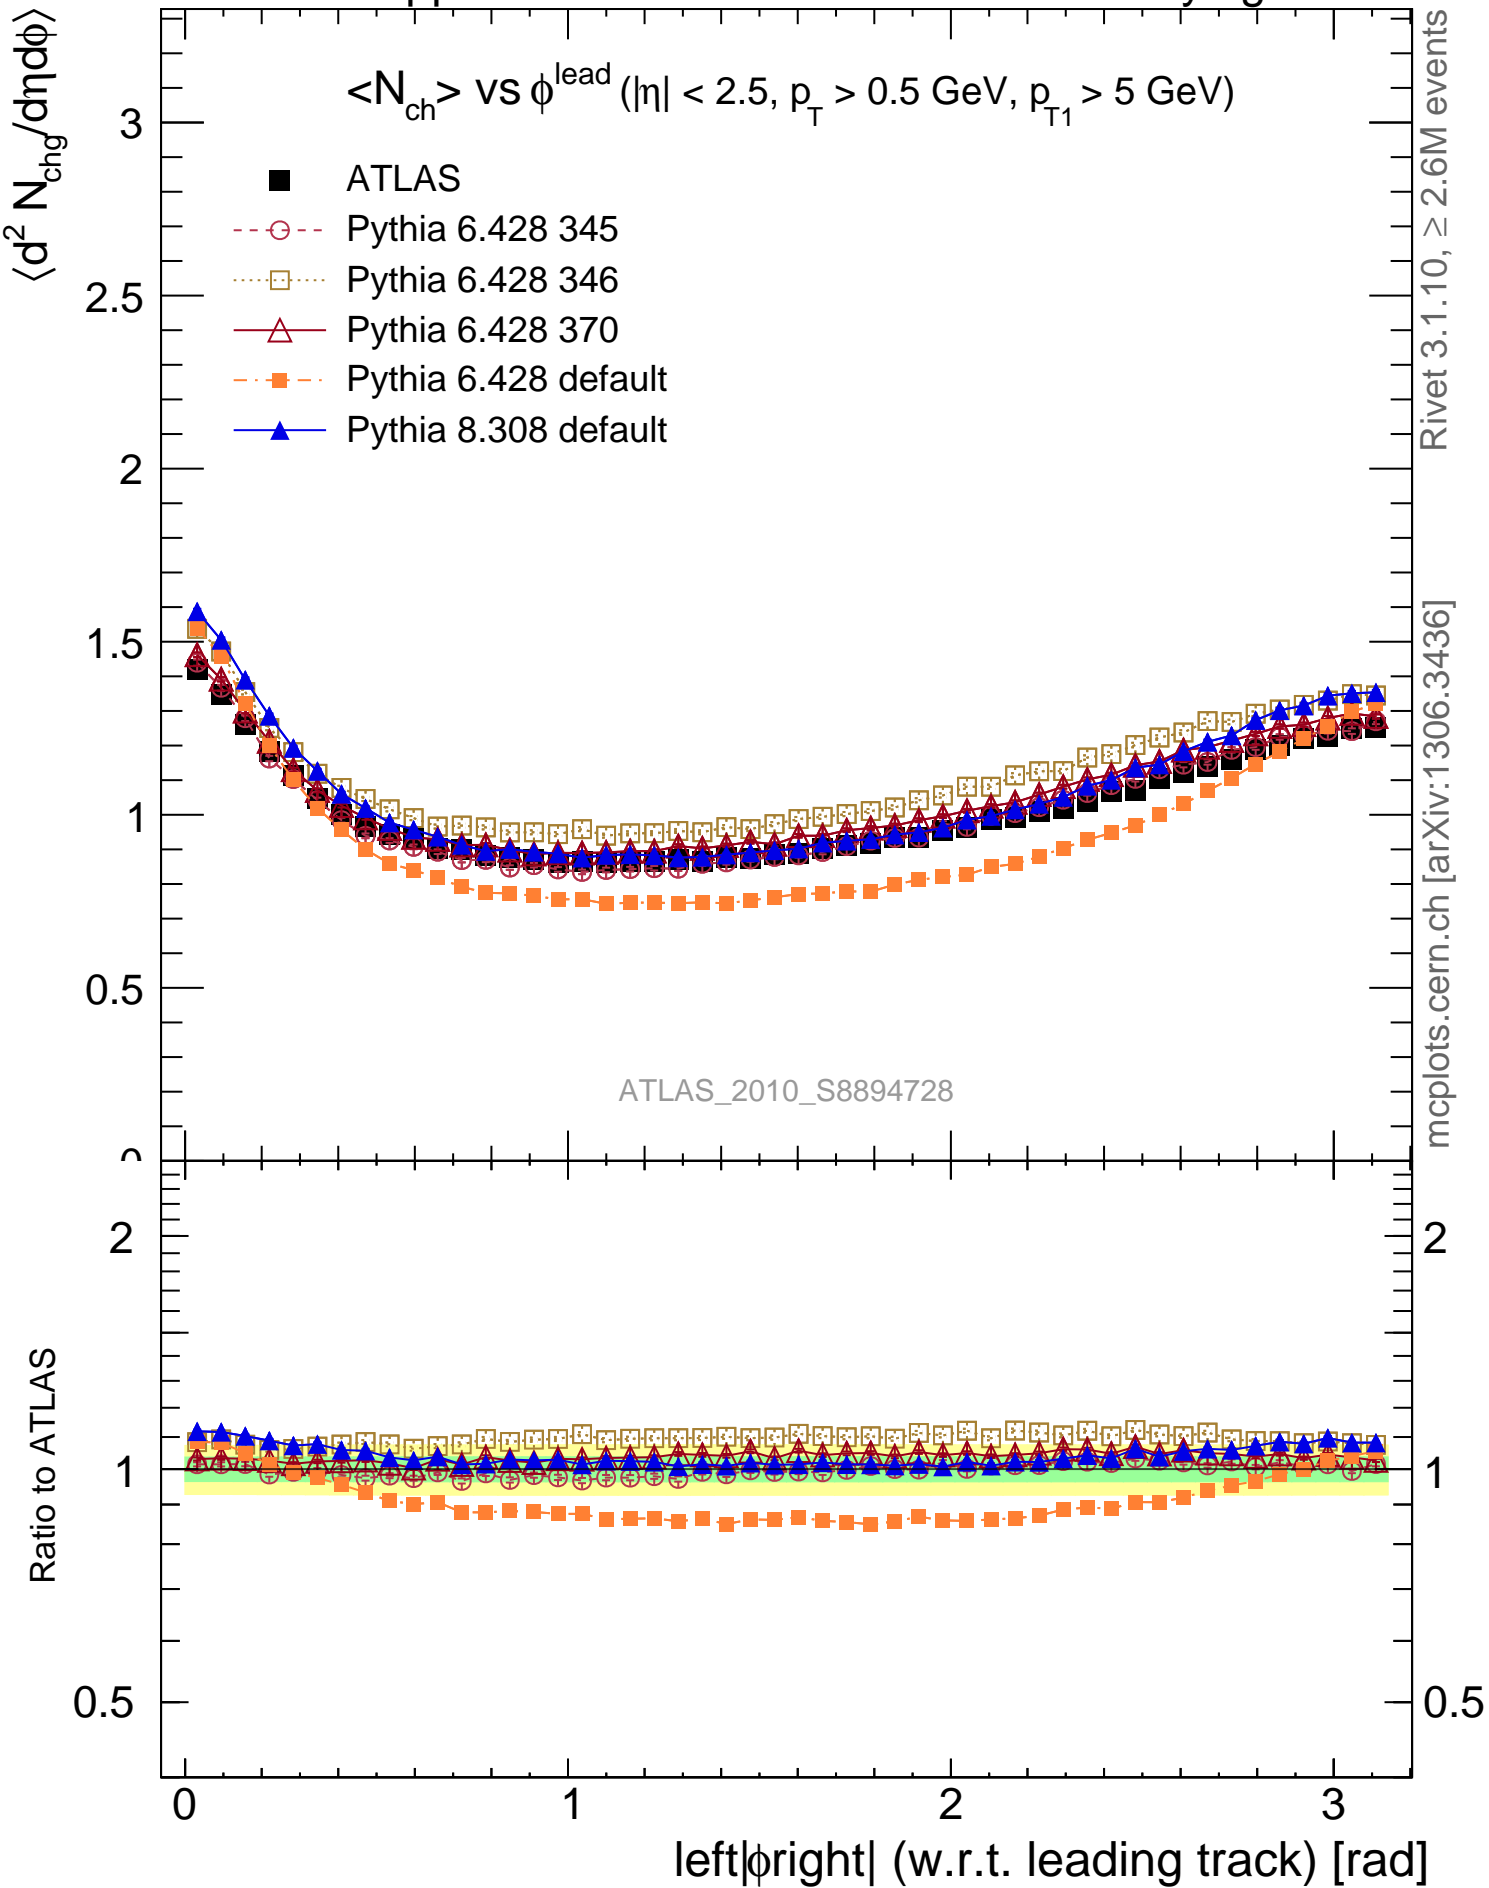 <N_ch> vs ϕ^lead (|η| < 2.5, p_T > 0.5 GeV, p_T1 > 5 GeV)
⟨d² N_chg/dηdϕ⟩
ATLAS
Pythia 6.428 345
Pythia 6.428 346
Pythia 6.428 370
Pythia 6.428 default
Pythia 8.308 default
3
2.5
2
1.5
1
0.5
ATLAS_2010_S8894728
Rivet 3.1.10, ≥ 2.6M events
mcplots.cern.ch [arXiv:1306.3436]
Ratio to ATLAS
2 2
1 1
0.5 0.5
0 1 2 3
left|ϕright| (w.r.t. leading track) [rad]